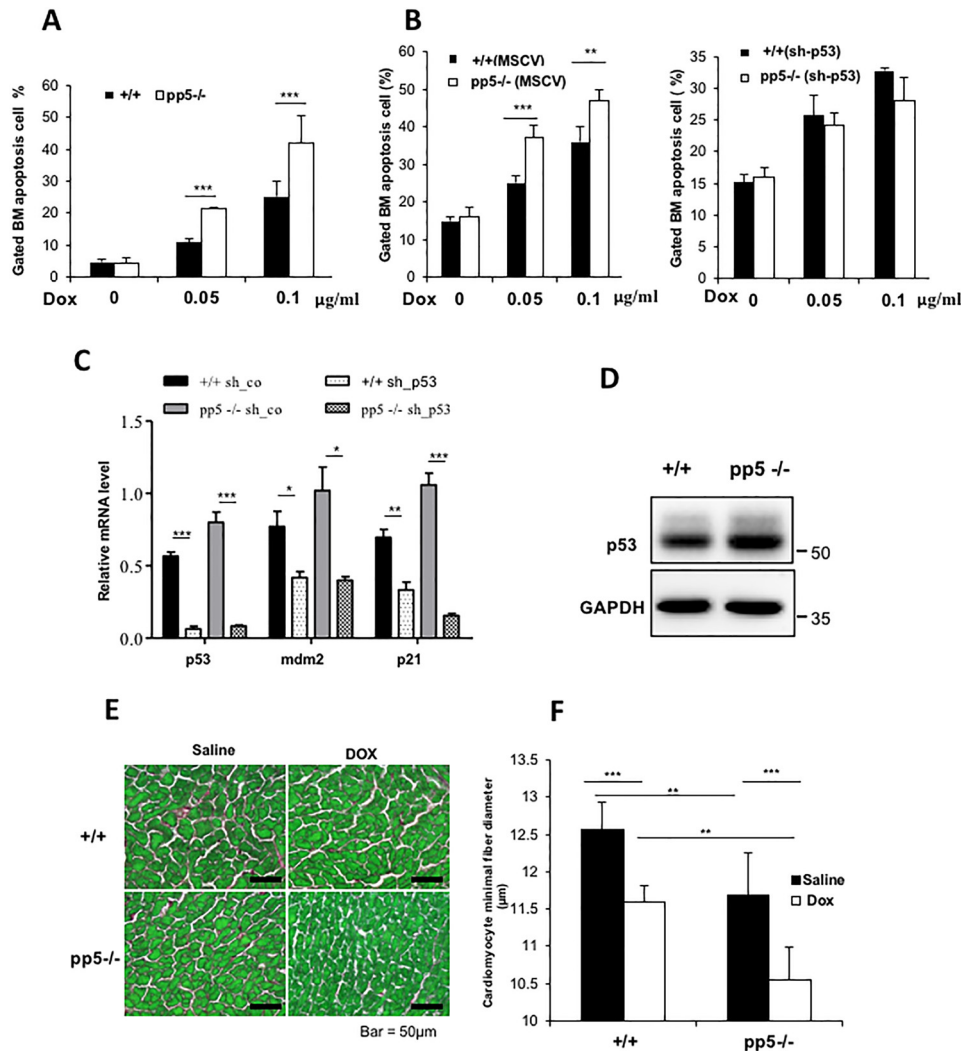 A
Gated BM apoptosis cell %
60
50
40
30
20
10
0
+/+ pp5-/-
***
***
Dox 0 0.05 0.1 µg/ml
B
Gated BM apoptosis cell (%)
60
50
40
30
20
10
0
+/+(MSCV)
pp5-/- (MSCV)
***
**
Dox 0 0.05 0.1 µg/ml
Gated BM apoptosis cell ( %)
35
30
25
20
15
10
5
0
+/+(sh-p53)
pp5-/- (sh-p53)
Dox 0 0.05 0.1 µg/ml
C
+/+ sh_co +/+ sh_p53
pp5 -/- sh_co pp5 -/- sh_p53
Relative mRNA level
1.5
1.0
0.5
0.0
*** *** * * ** ***
p53 mdm2 p21
D
+/+ pp5 -/-
p53
50
GAPDH
35
E
Saline DOX
+/+
pp5-/-
Bar = 50µm
F
Cardiomyocyte minimal fiber diameter
(µm)
13.5
13
12.5
12
11.5
11
10.5
10
*** ***
**
**
Saline
Dox
+/+ pp5-/-